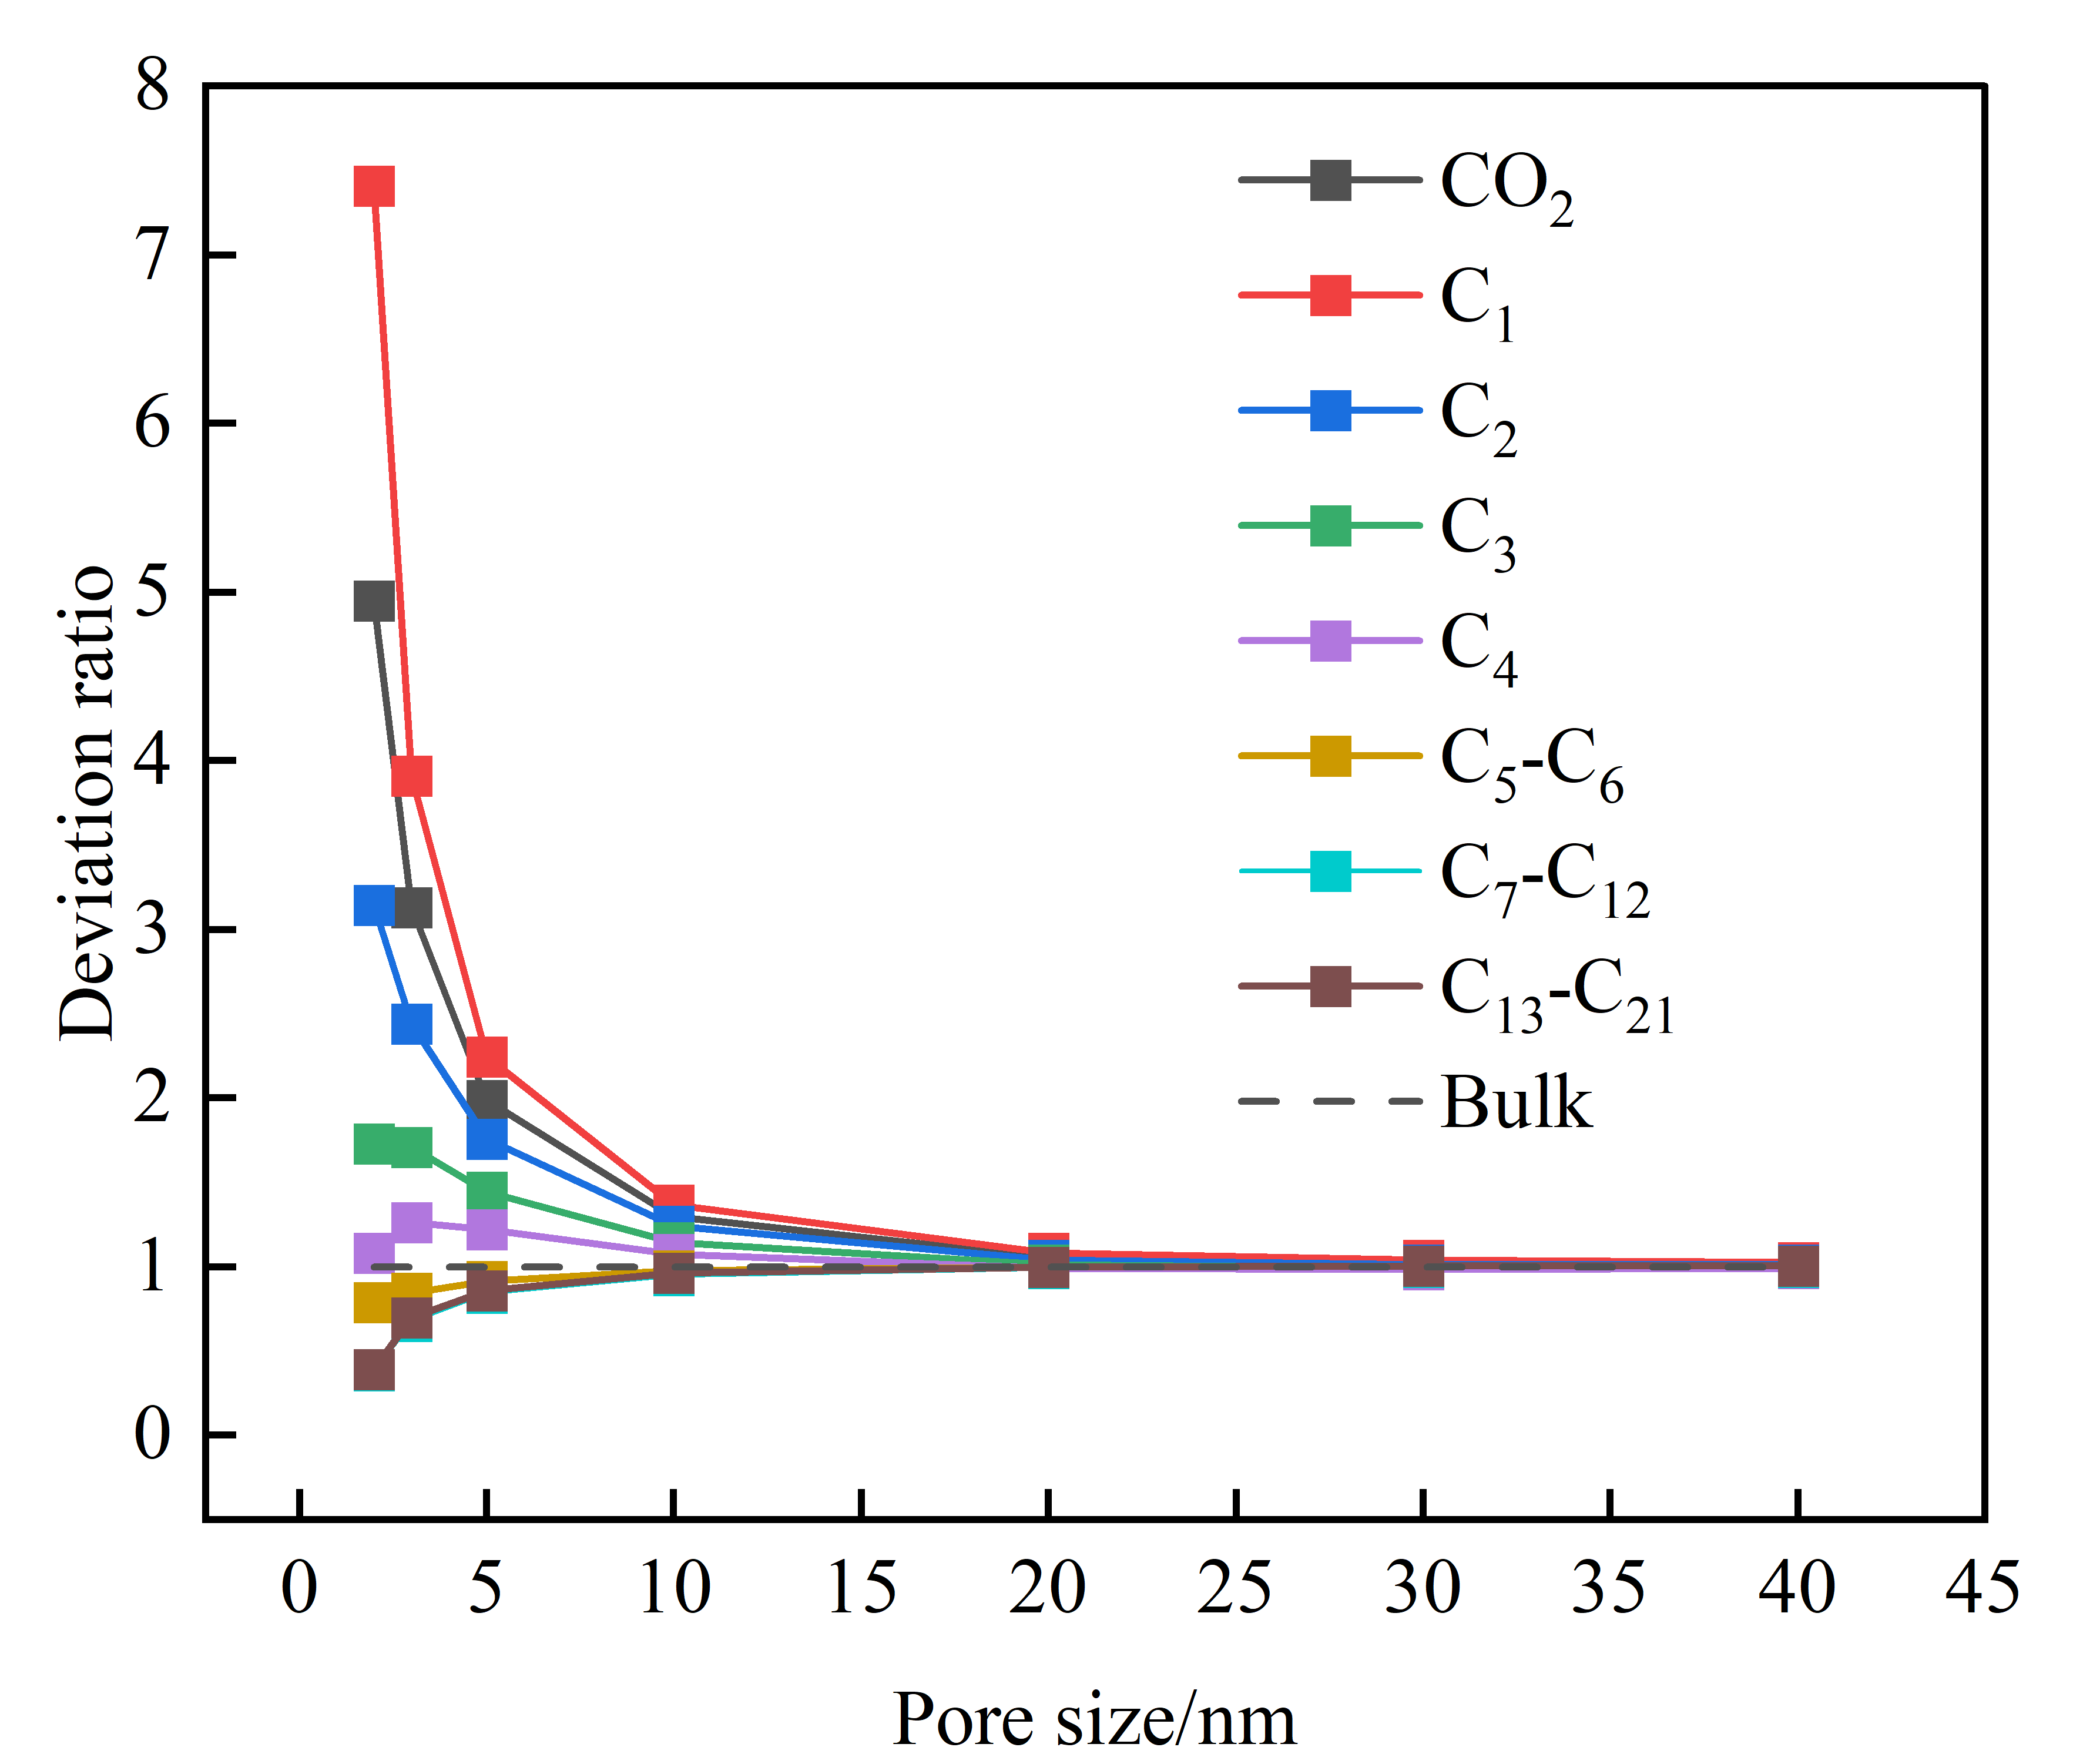 8
7
6
5
4
3
2
1
0
Deviation ratio
CO₂
C₁
C₂
C₃
C₄
C₅-C₆
C₇-C₁₂
C₁₃-C₂₁
Bulk
0 5 10 15 20 25 30 35 40 45
Pore size/nm